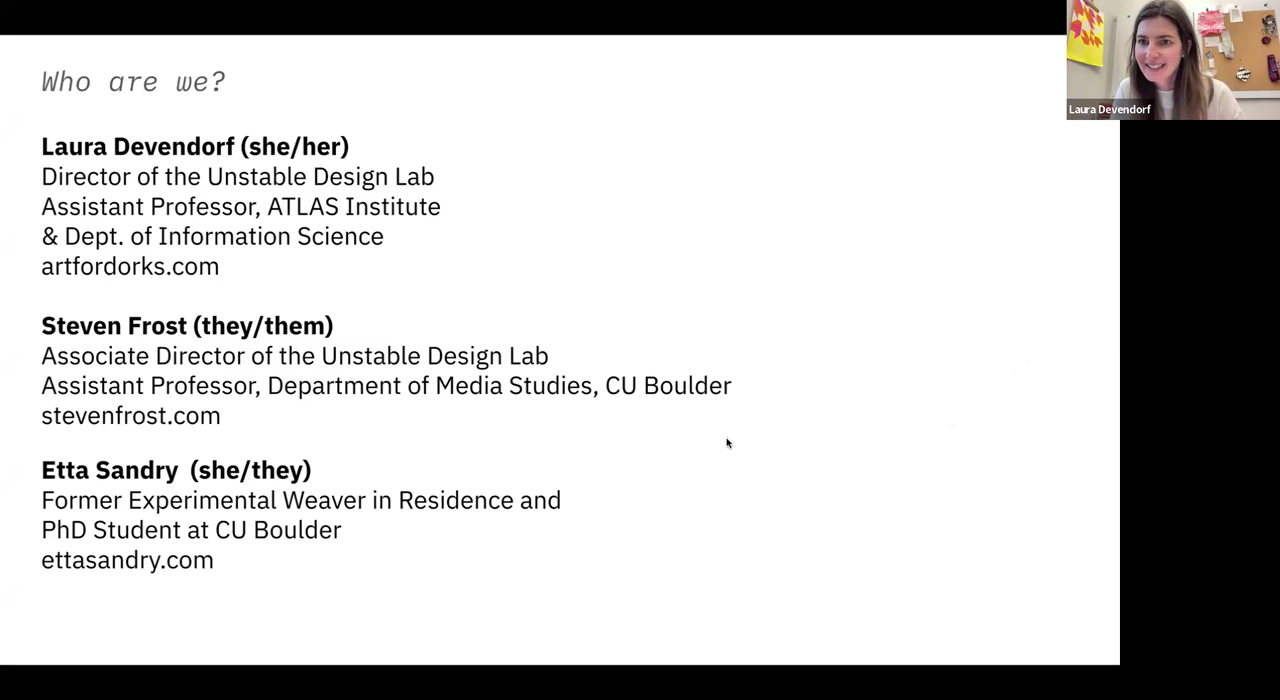 Who are we?
Laura Devendorf
Laura Devendorf (she/her)
Director of the Unstable Design Lab
Assistant Professor, ATLAS Institute
& Dept. of Information Science
artfordorks.com
Steven Frost (they/them)
Associate Director of the Unstable Design Lab
Assistant Professor, Department of Media Studies, CU Boulder
stevenfrost.com
Etta Sandry (she/they)
Former Experimental Weaver in Residence and
PhD Student at CU Boulder
ettasandry.com